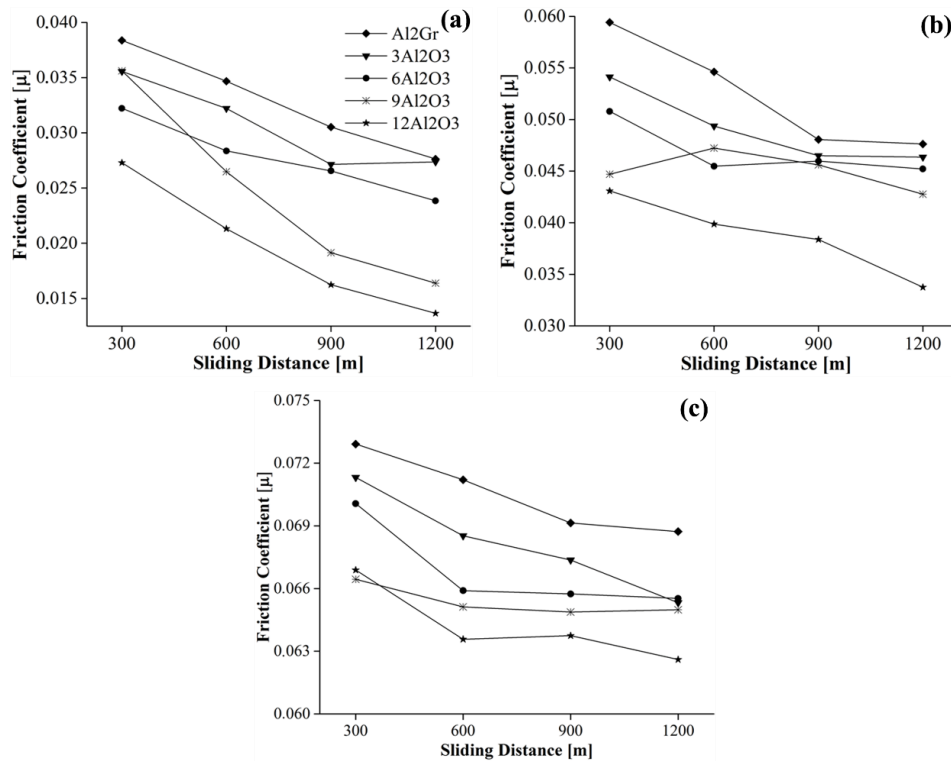 (a)
0.040
0.035
0.030
0.025
0.020
0.015
Friction Coefficient [μ]
300 600 900 1200
Sliding Distance [m]
Al2Gr
3Al2O3
6Al2O3
9Al2O3
12Al2O3
(b)
0.060
0.055
0.050
0.045
0.040
0.035
0.030
Friction Coefficient [μ]
300 600 900 1200
Sliding Distance [m]
(c)
0.075
0.072
0.069
0.066
0.063
0.060
Friction Coefficient [μ]
300 600 900 1200
Sliding Distance [m]